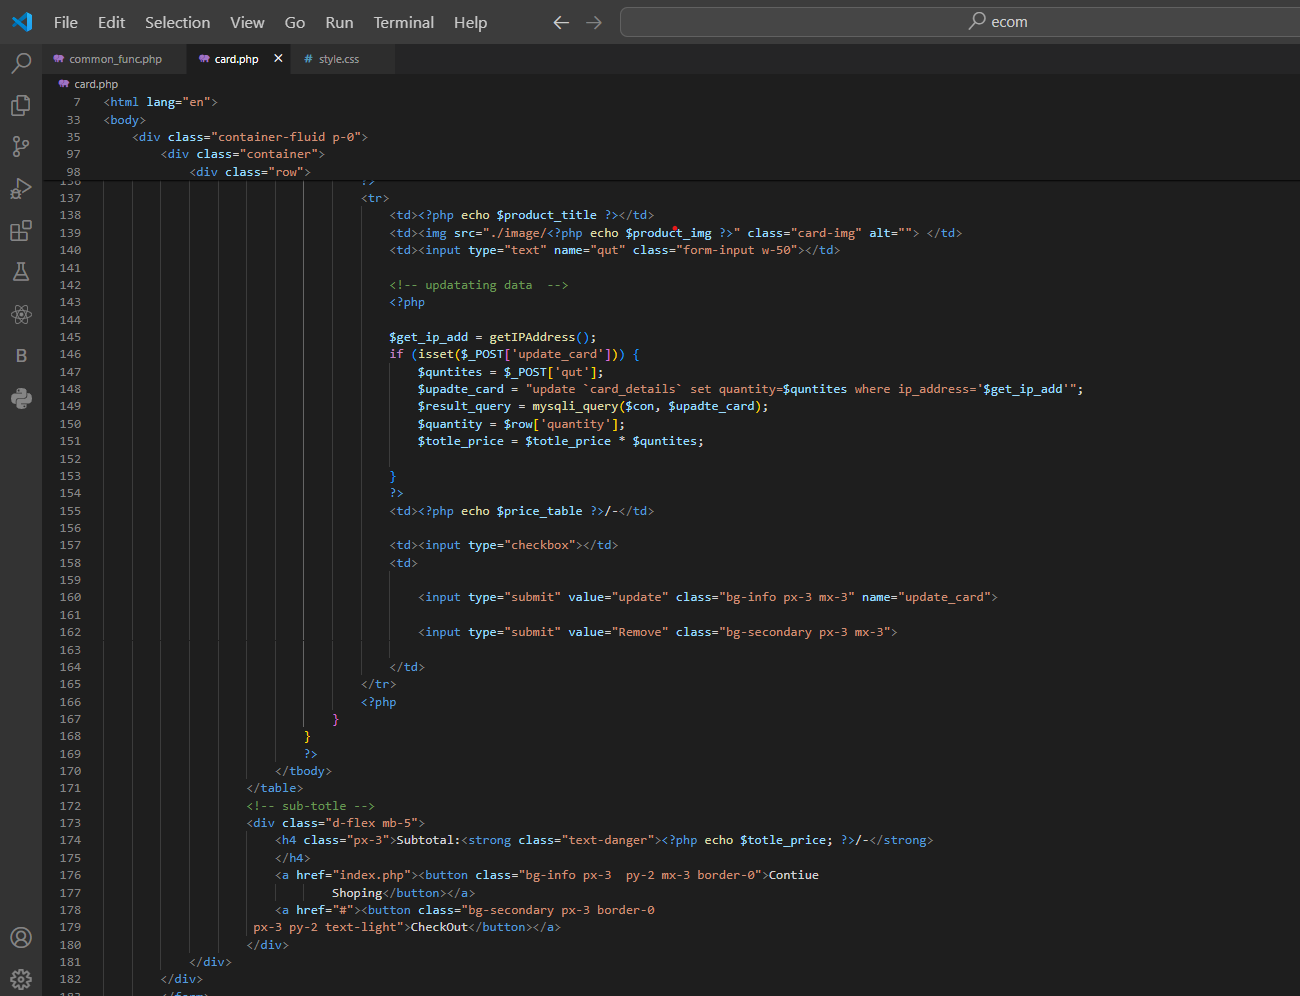 File Edit Selection View Go Run Terminal Help ecom
common_func.php card.php # style.css
card.php
7 <html lang="en">
33 <body>
35 <div class="container-fluid p-0">
97 <div class="container">
98 <div class="row">
136 ?>
137 <tr>
138 <td><?php echo $product_title ?></td>
139 <td><img src="./image/<?php echo $product_img ?>" class="card-img" alt=""> </td>
140 <td><input type="text" name="qut" class="form-input w-50"></td>
141
142 <!-- updatating data  -->
143 <?php
144
145 $get_ip_add = getIPAddress();
146 if (isset($_POST['update_card'])) {
147 $quntites = $_POST['qut'];
148 $upadte_card = "update `card_details` set quantity=$quntites where ip_address='$get_ip_add'";
149 $result_query = mysqli_query($con, $upadte_card);
150 $quantity = $row['quantity'];
151 $totle_price = $totle_price * $quntites;
152
153 }
154 ?>
155 <td><?php echo $price_table ?>/-</td>
156
157 <td><input type="checkbox"></td>
158 <td>
159
160 <input type="submit" value="update" class="bg-info px-3 mx-3" name="update_card">
161
162 <input type="submit" value="Remove" class="bg-secondary px-3 mx-3">
163
164 </td>
165 </tr>
166 <?php
167 }
168 }
169 ?>
170 </tbody>
171 </table>
172 <!-- sub-totle -->
173 <div class="d-flex mb-5">
174 <h4 class="px-3">Subtotal:<strong class="text-danger"><?php echo $totle_price; ?>/-</strong>
175 </h4>
176 <a href="index.php"><button class="bg-info px-3  py-2 mx-3 border-0">Contiue
177 Shoping</button></a>
178 <a href="#"><button class="bg-secondary px-3 border-0
179 px-3 py-2 text-light">CheckOut</button></a>
180 </div>
181 </div>
182 </div>
183 </form>
B